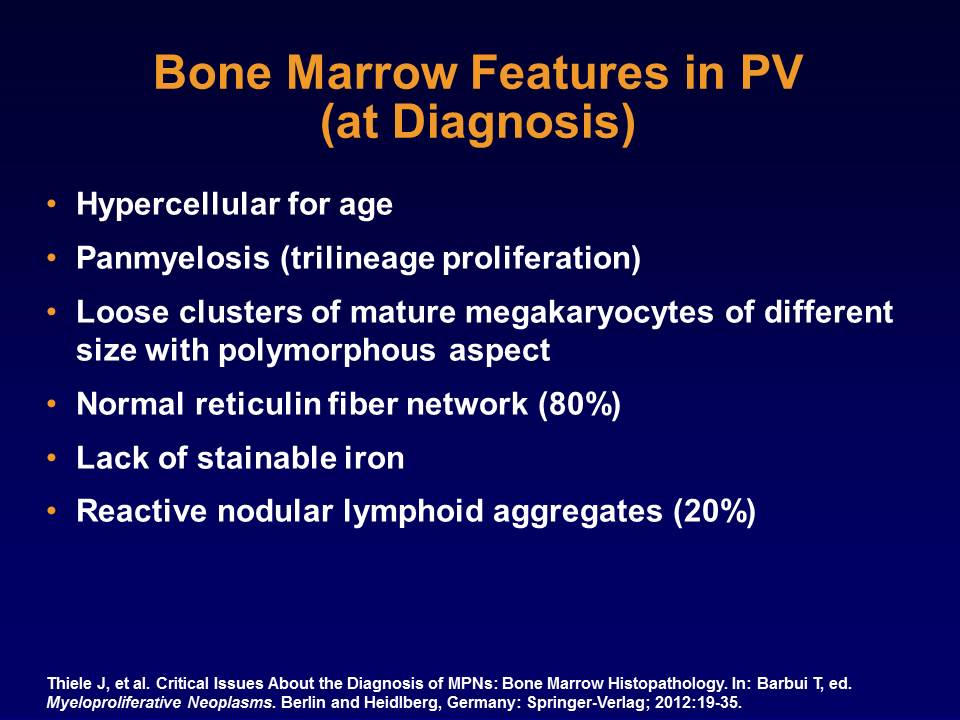 Bone Marrow Features in PV
(at Diagnosis)
• Hypercellular for age
• Panmyelosis (trilineage proliferation)
• Loose clusters of mature megakaryocytes of different
size with polymorphous aspect
• Normal reticulin fiber network (80%)
• Lack of stainable iron
• Reactive nodular lymphoid aggregates (20%)
Thiele J, et al. Critical Issues About the Diagnosis of MPNs: Bone Marrow Histopathology. In: Barbui T, ed.
Myeloproliferative Neoplasms. Berlin and Heidlberg, Germany: Springer-Verlag; 2012:19-35.